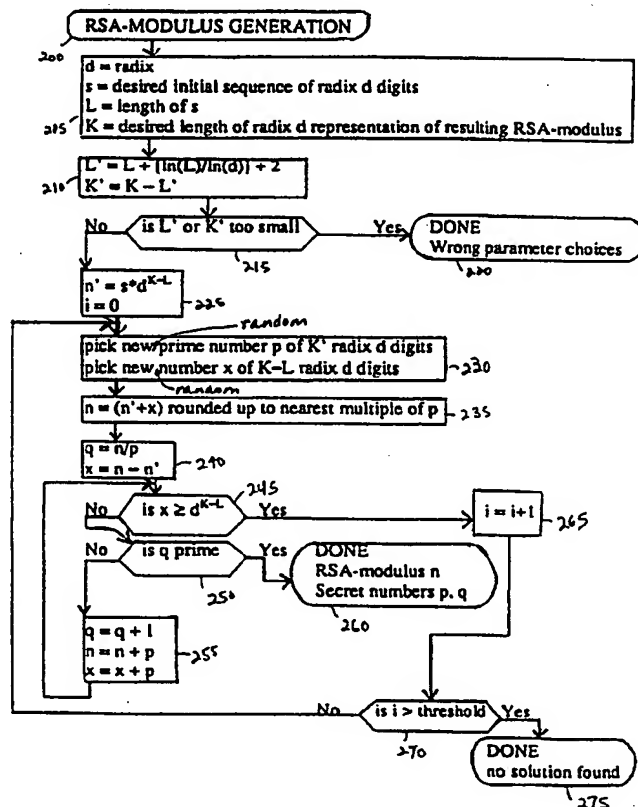 RSA-MODULUS GENERATION
200
d = radix
s = desired initial sequence of radix d digits
L = length of s
K = desired length of radix d representation of resulting RSA-modulus
215
L' = L + ⌈ln(L)/ln(d)⌉ + 2
K' = K – L'
210
No
is L' or K' too small
Yes
215
DONE
Wrong parameter choices
220
n' = s*d^{K–L}
i = 0
225
random
pick new prime number p of K' radix d digits
pick new number x of K–L radix d digits
230
random
n = (n'+x) rounded up to nearest multiple of p
235
q = n/p
x = n – n'
240
245
No
is x ≥ d^{K–L}
Yes
i = i+1
265
No
is q prime
Yes
250
DONE
RSA-modulus n
Secret numbers p, q
260
q = q + 1
n = n + p
x = x + p
255
No
is i > threshold
Yes
270
DONE
no solution found
275